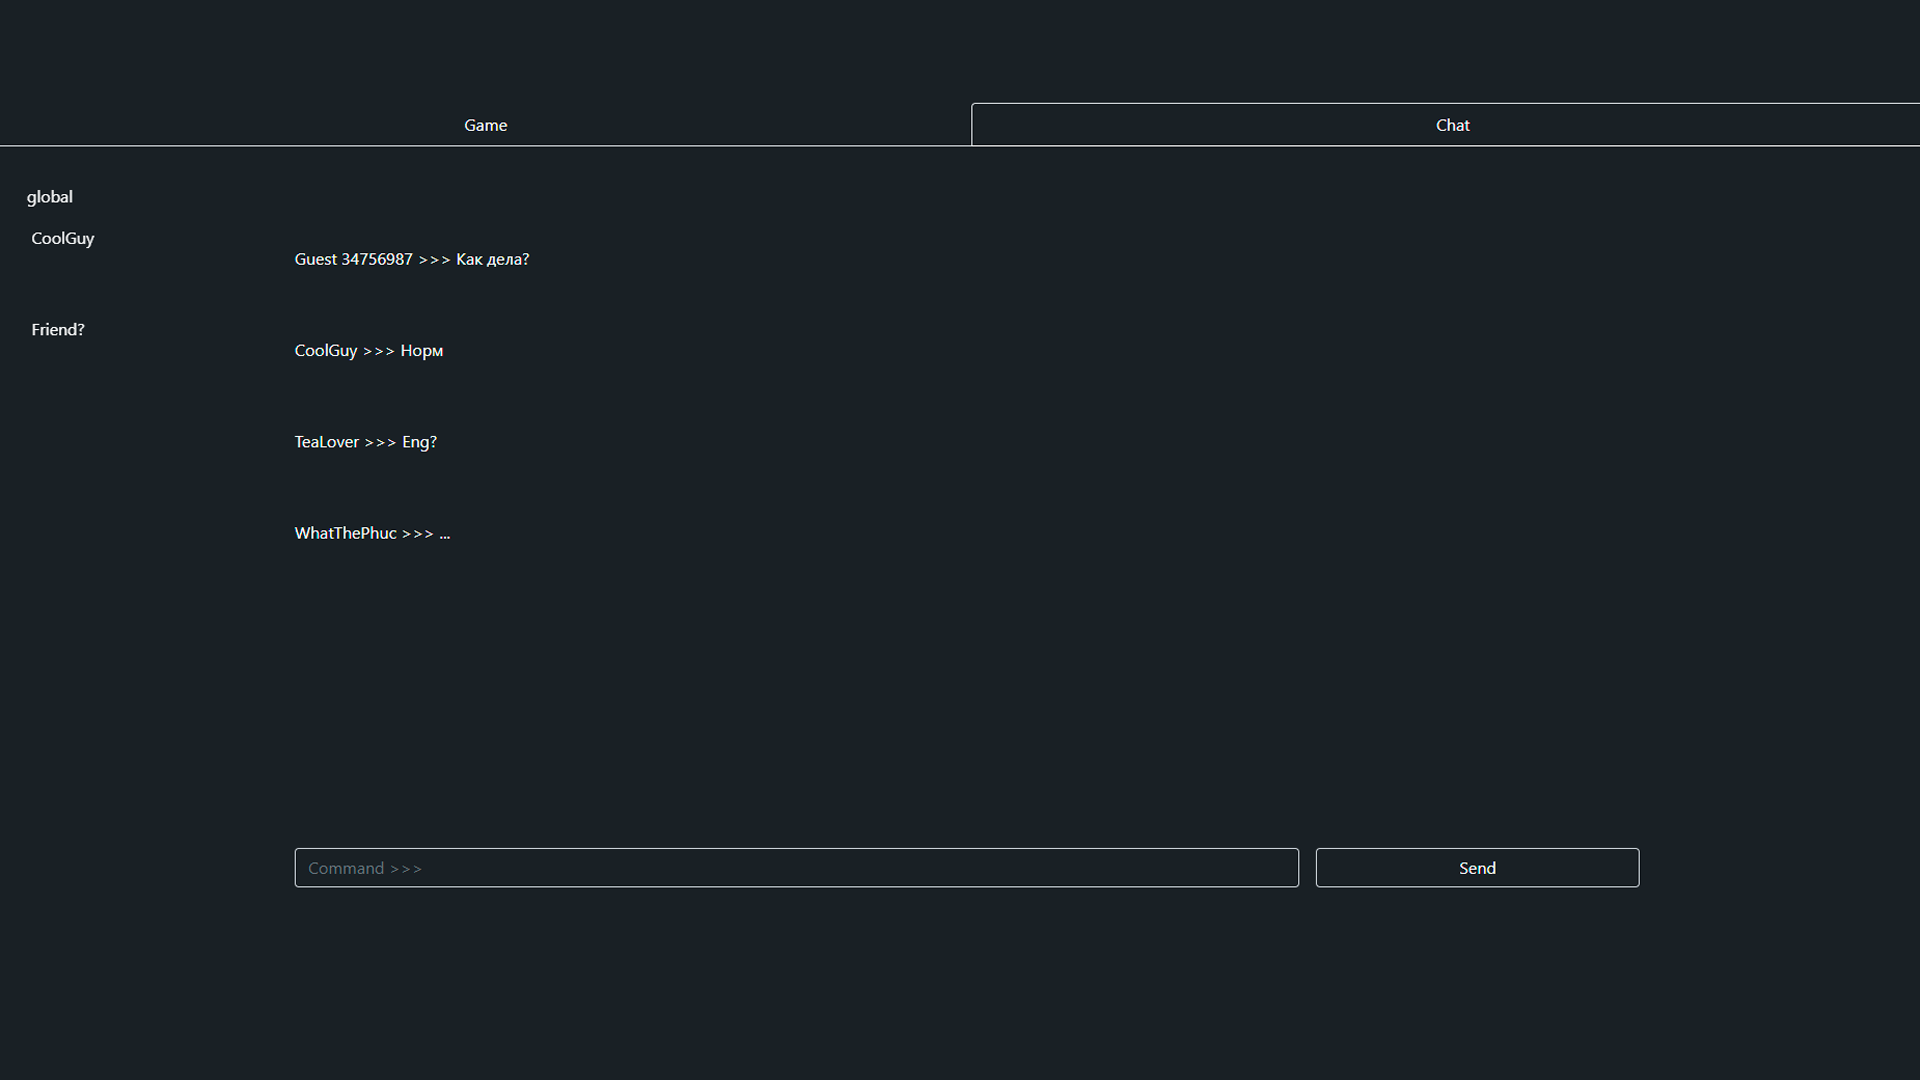 Game
Chat
global
CoolGuy
Friend?
Guest 34756987 >>> Как дела?
CoolGuy >>> Норм
TeaLover >>> Eng?
WhatThePhuc >>> ...
Command >>>
Send